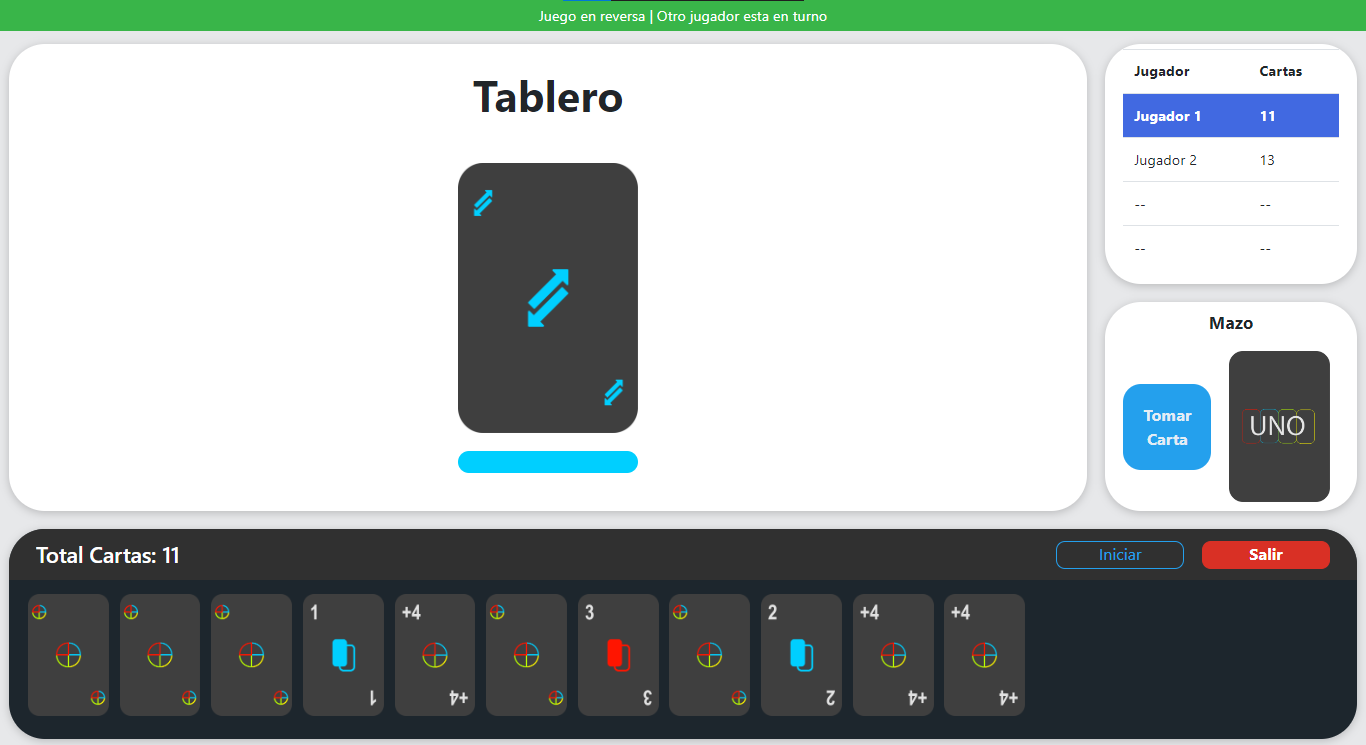 Juego en reversa | Otro jugador esta en turno
Tablero
Jugador Cartas
Jugador 1 11
Jugador 2 13
-- --
-- --
Mazo
Tomar
Carta
UNO
Total Cartas: 11
Iniciar
Salir
1 +4 3 2 +4 +4
1 +4 3 2 +4 +4